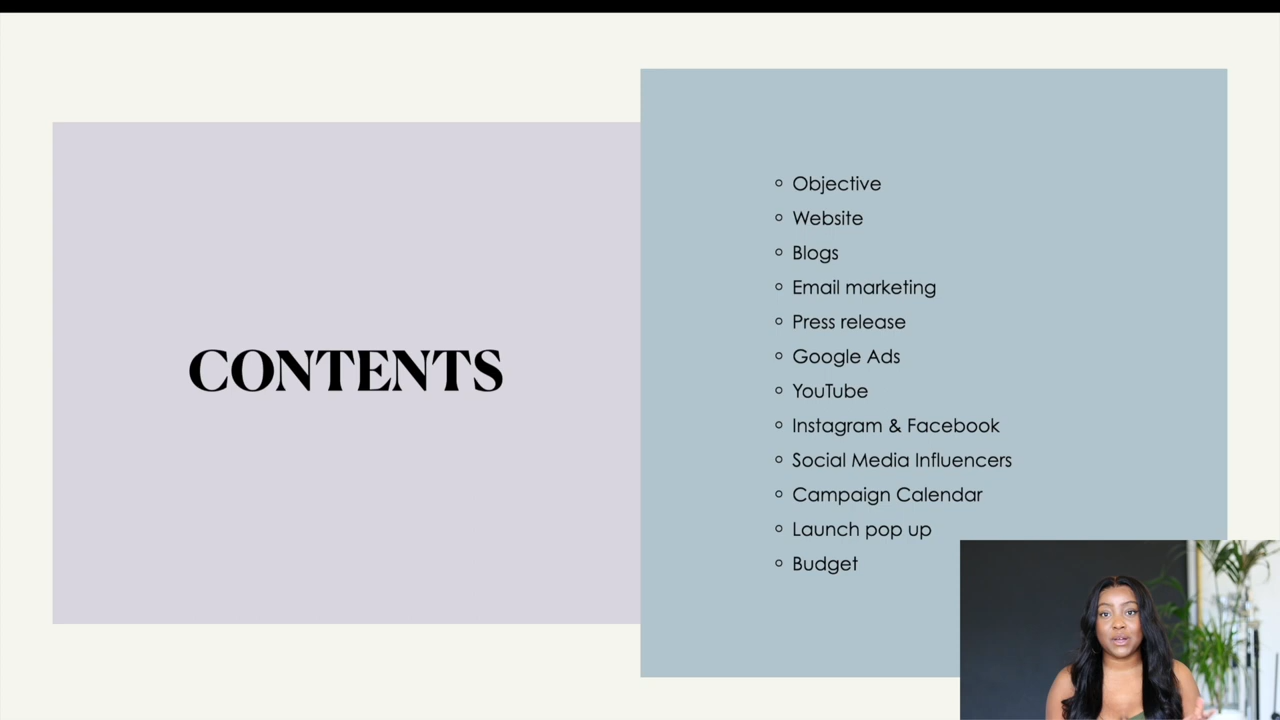 CONTENTS
Objective
Website
Blogs
Email marketing
Press release
Google Ads
YouTube
Instagram & Facebook
Social Media Influencers
Campaign Calendar
Launch pop up
Budget